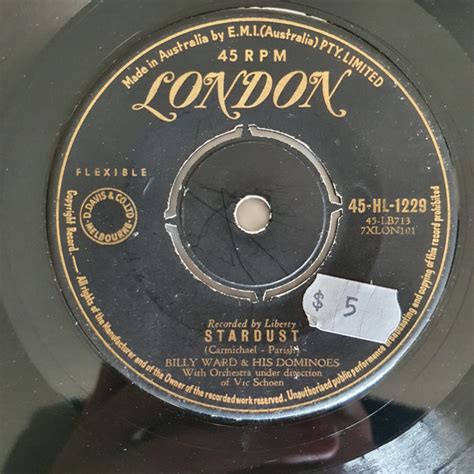 Made in Australia by E.M.I.(Australia) PTY. LIMITED
45 RPM
LONDON
FLEXIBLE
D. DAVIS & CO. LTD
MELBOURNE
45-HL-1229
45-LB713
7XLON101
5
Recorded by Liberty
STARDUST
(Carmichael - Parish)
BILLY WARD & HIS DOMINOES
With Orchestra under direction
of Vic Schoen
Copyright Record — All rights of the Manufacturer and of the Owner of the recorded work reserved. Unauthorised public performance, broadcasting and copying of this record prohibited